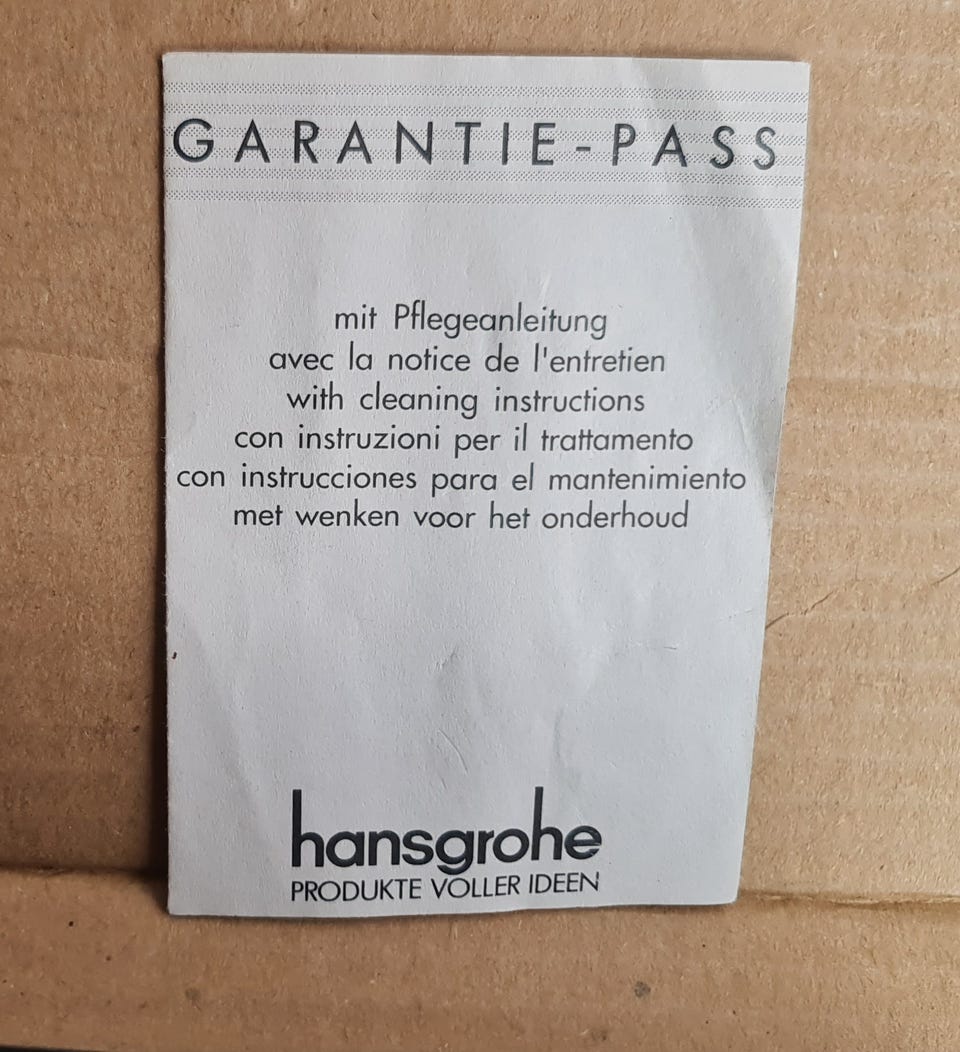 GARANTIE-PASS
mit Pflegeanleitung
avec la notice de l'entretien
with cleaning instructions
con instruzioni per il trattamento
con instrucciones para el mantenimiento
met wenken voor het onderhoud
hansgrohe
PRODUKTE VOLLER IDEEN